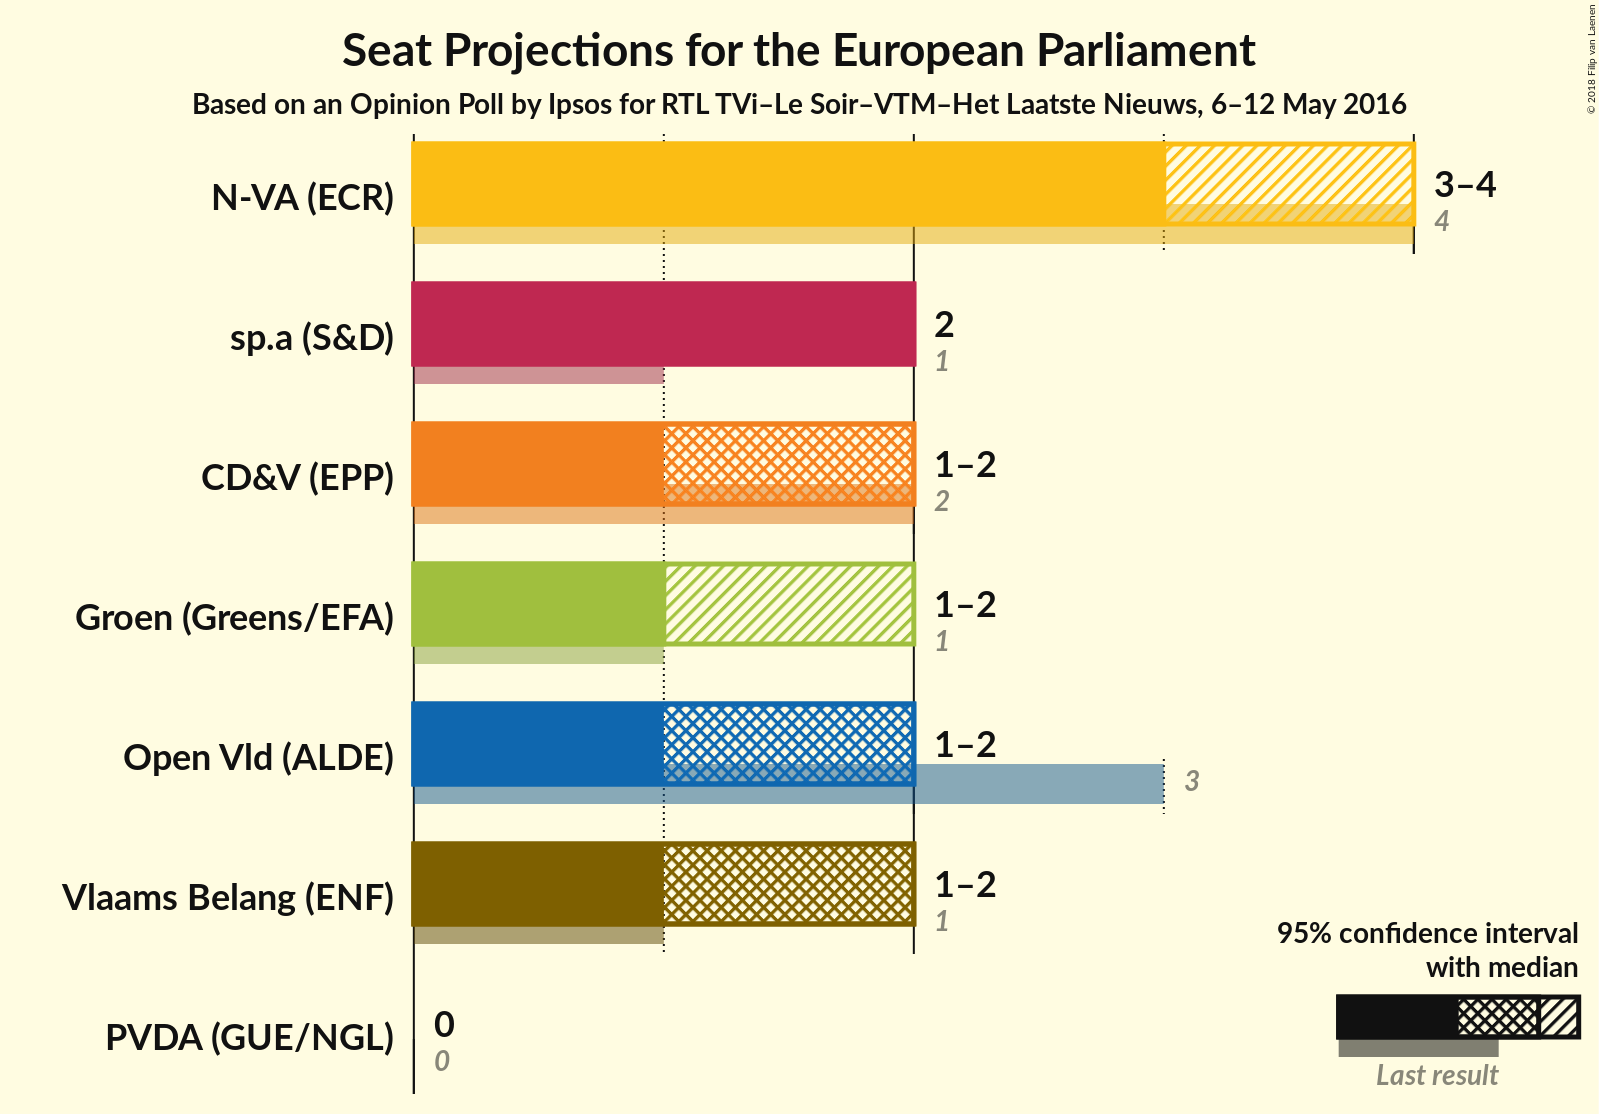 Seat Projections for the European Parliament
Based on an Opinion Poll by Ipsos for RTL TVi–Le Soir–VTM–Het Laatste Nieuws, 6–12 May 2016
© 2018 Filip van Laenen
N-VA (ECR)
3–4
4
sp.a (S&D)
2
1
CD&V (EPP)
1–2
2
Groen (Greens/EFA)
1–2
1
Open Vld (ALDE)
1–2
3
Vlaams Belang (ENF)
1–2
1
PVDA (GUE/NGL)
0
0
95% confidence interval
with median
Last result